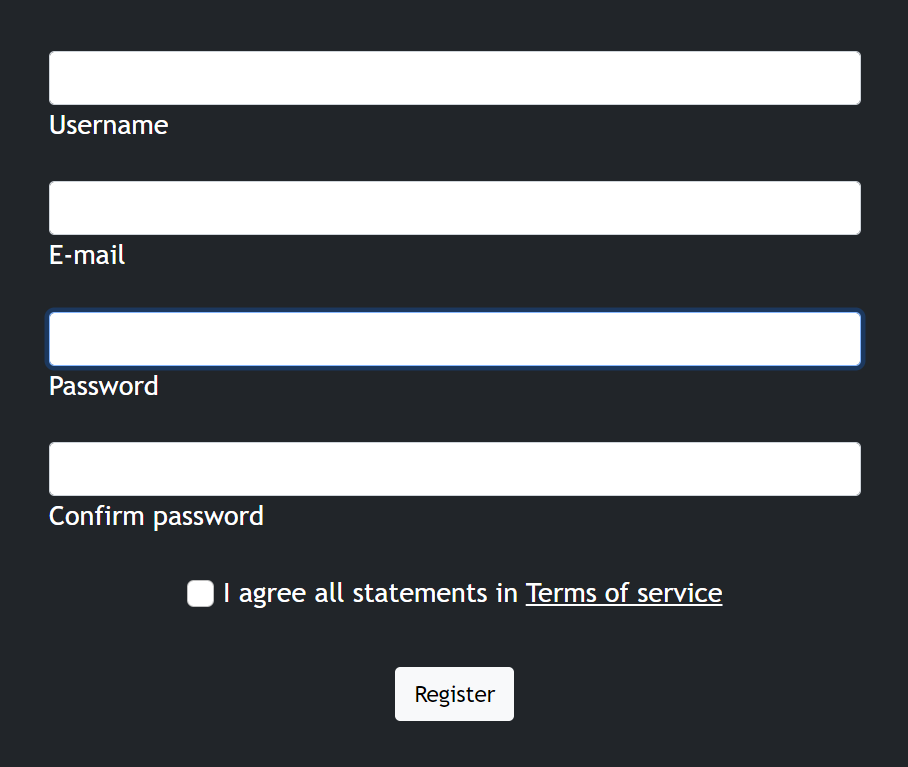 Username
E-mail
Password
Confirm password
I agree all statements in Terms of service
Register